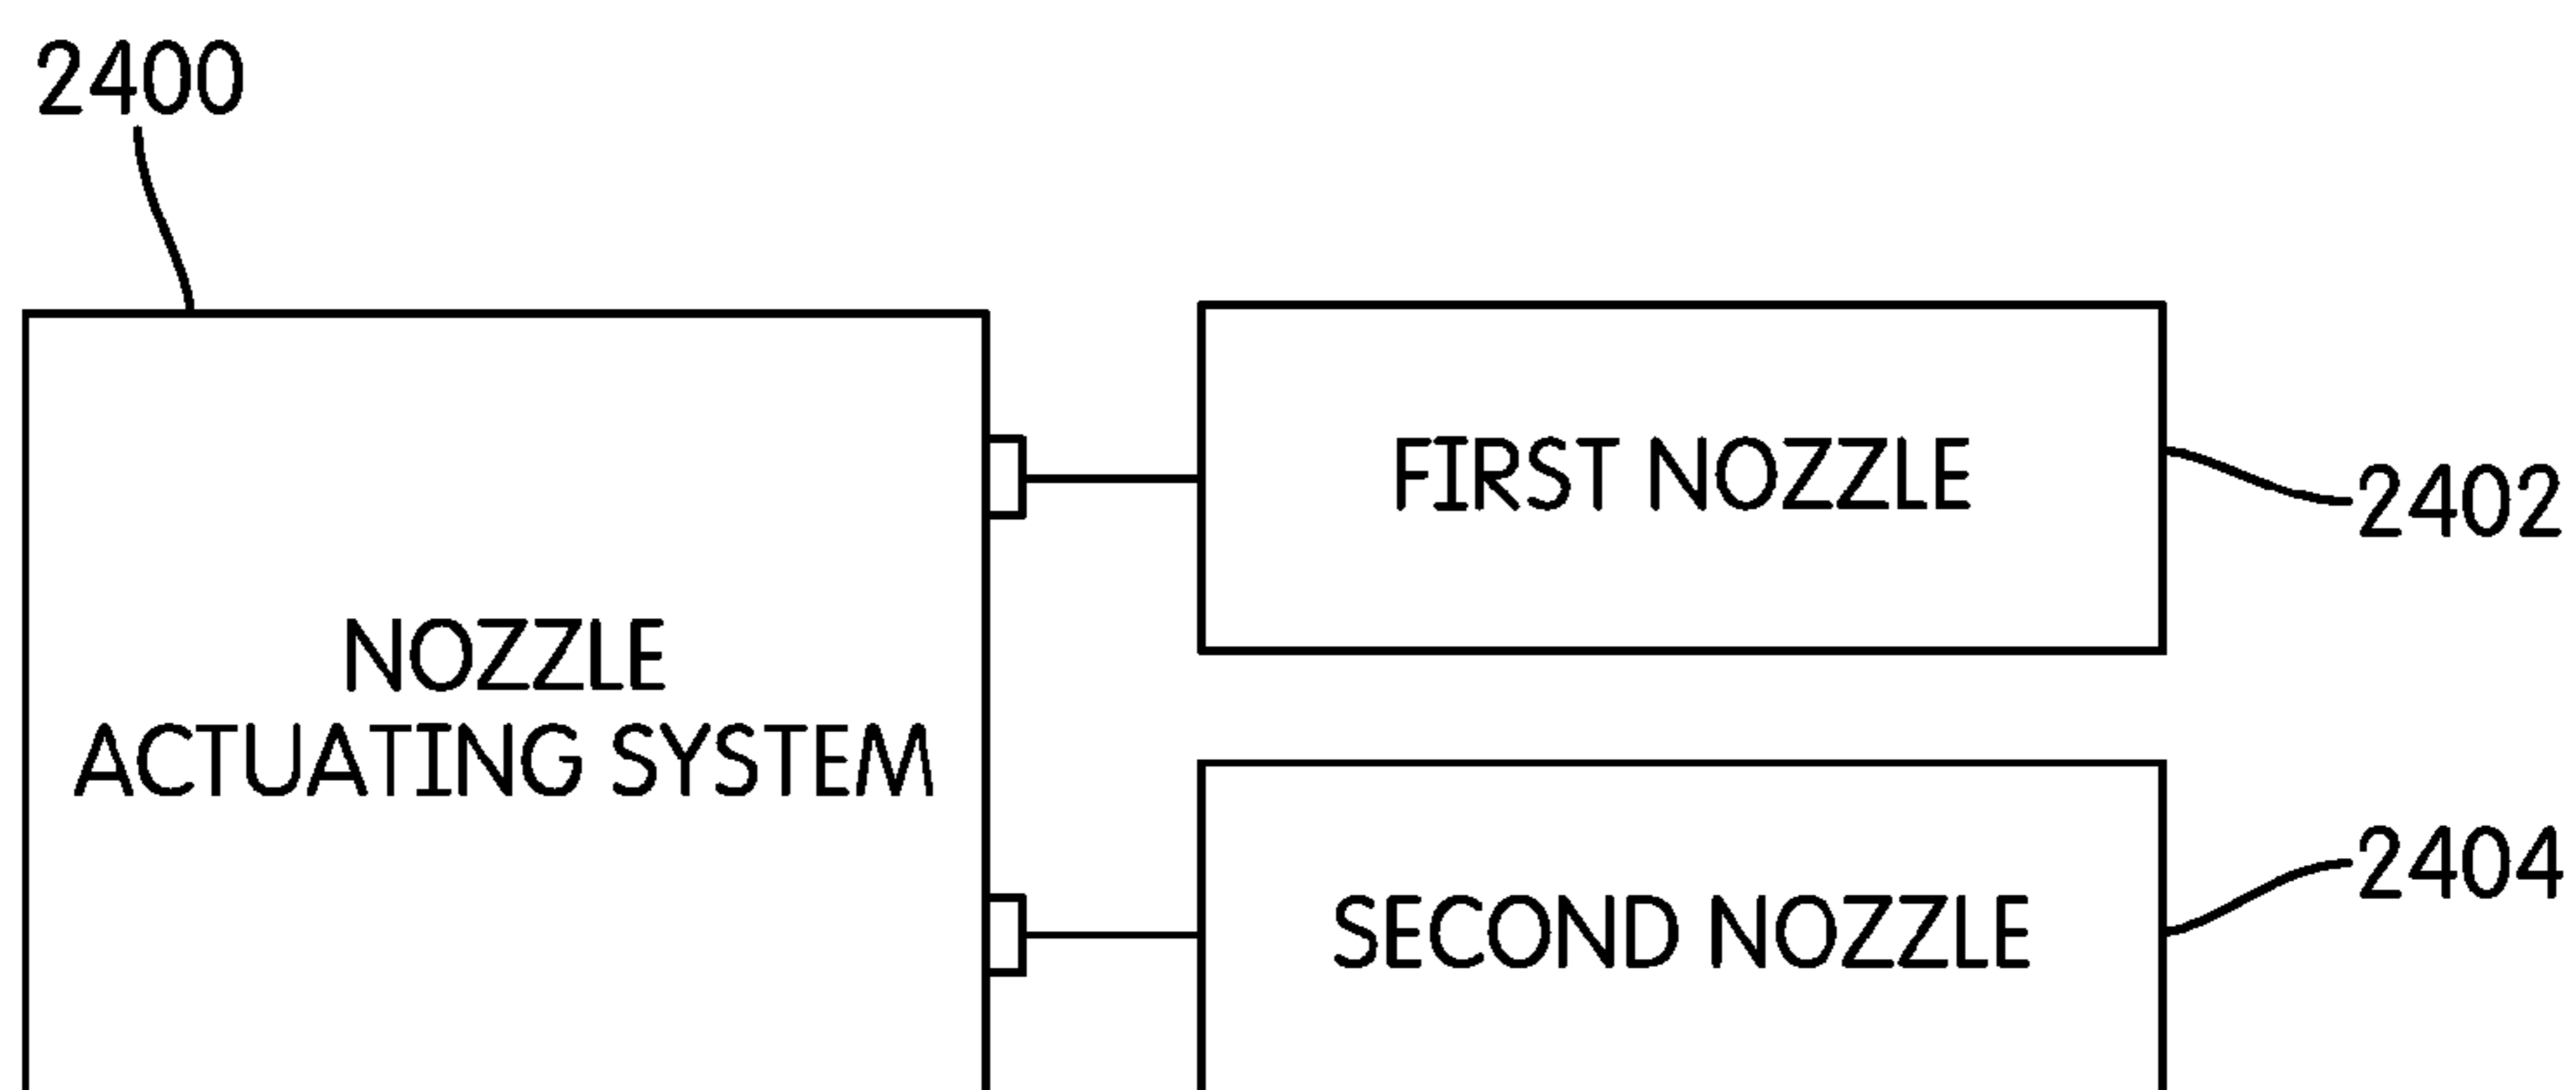 2400
FIRST NOZZLE
2402
NOZZLE
ACTUATING SYSTEM
2404
SECOND NOZZLE